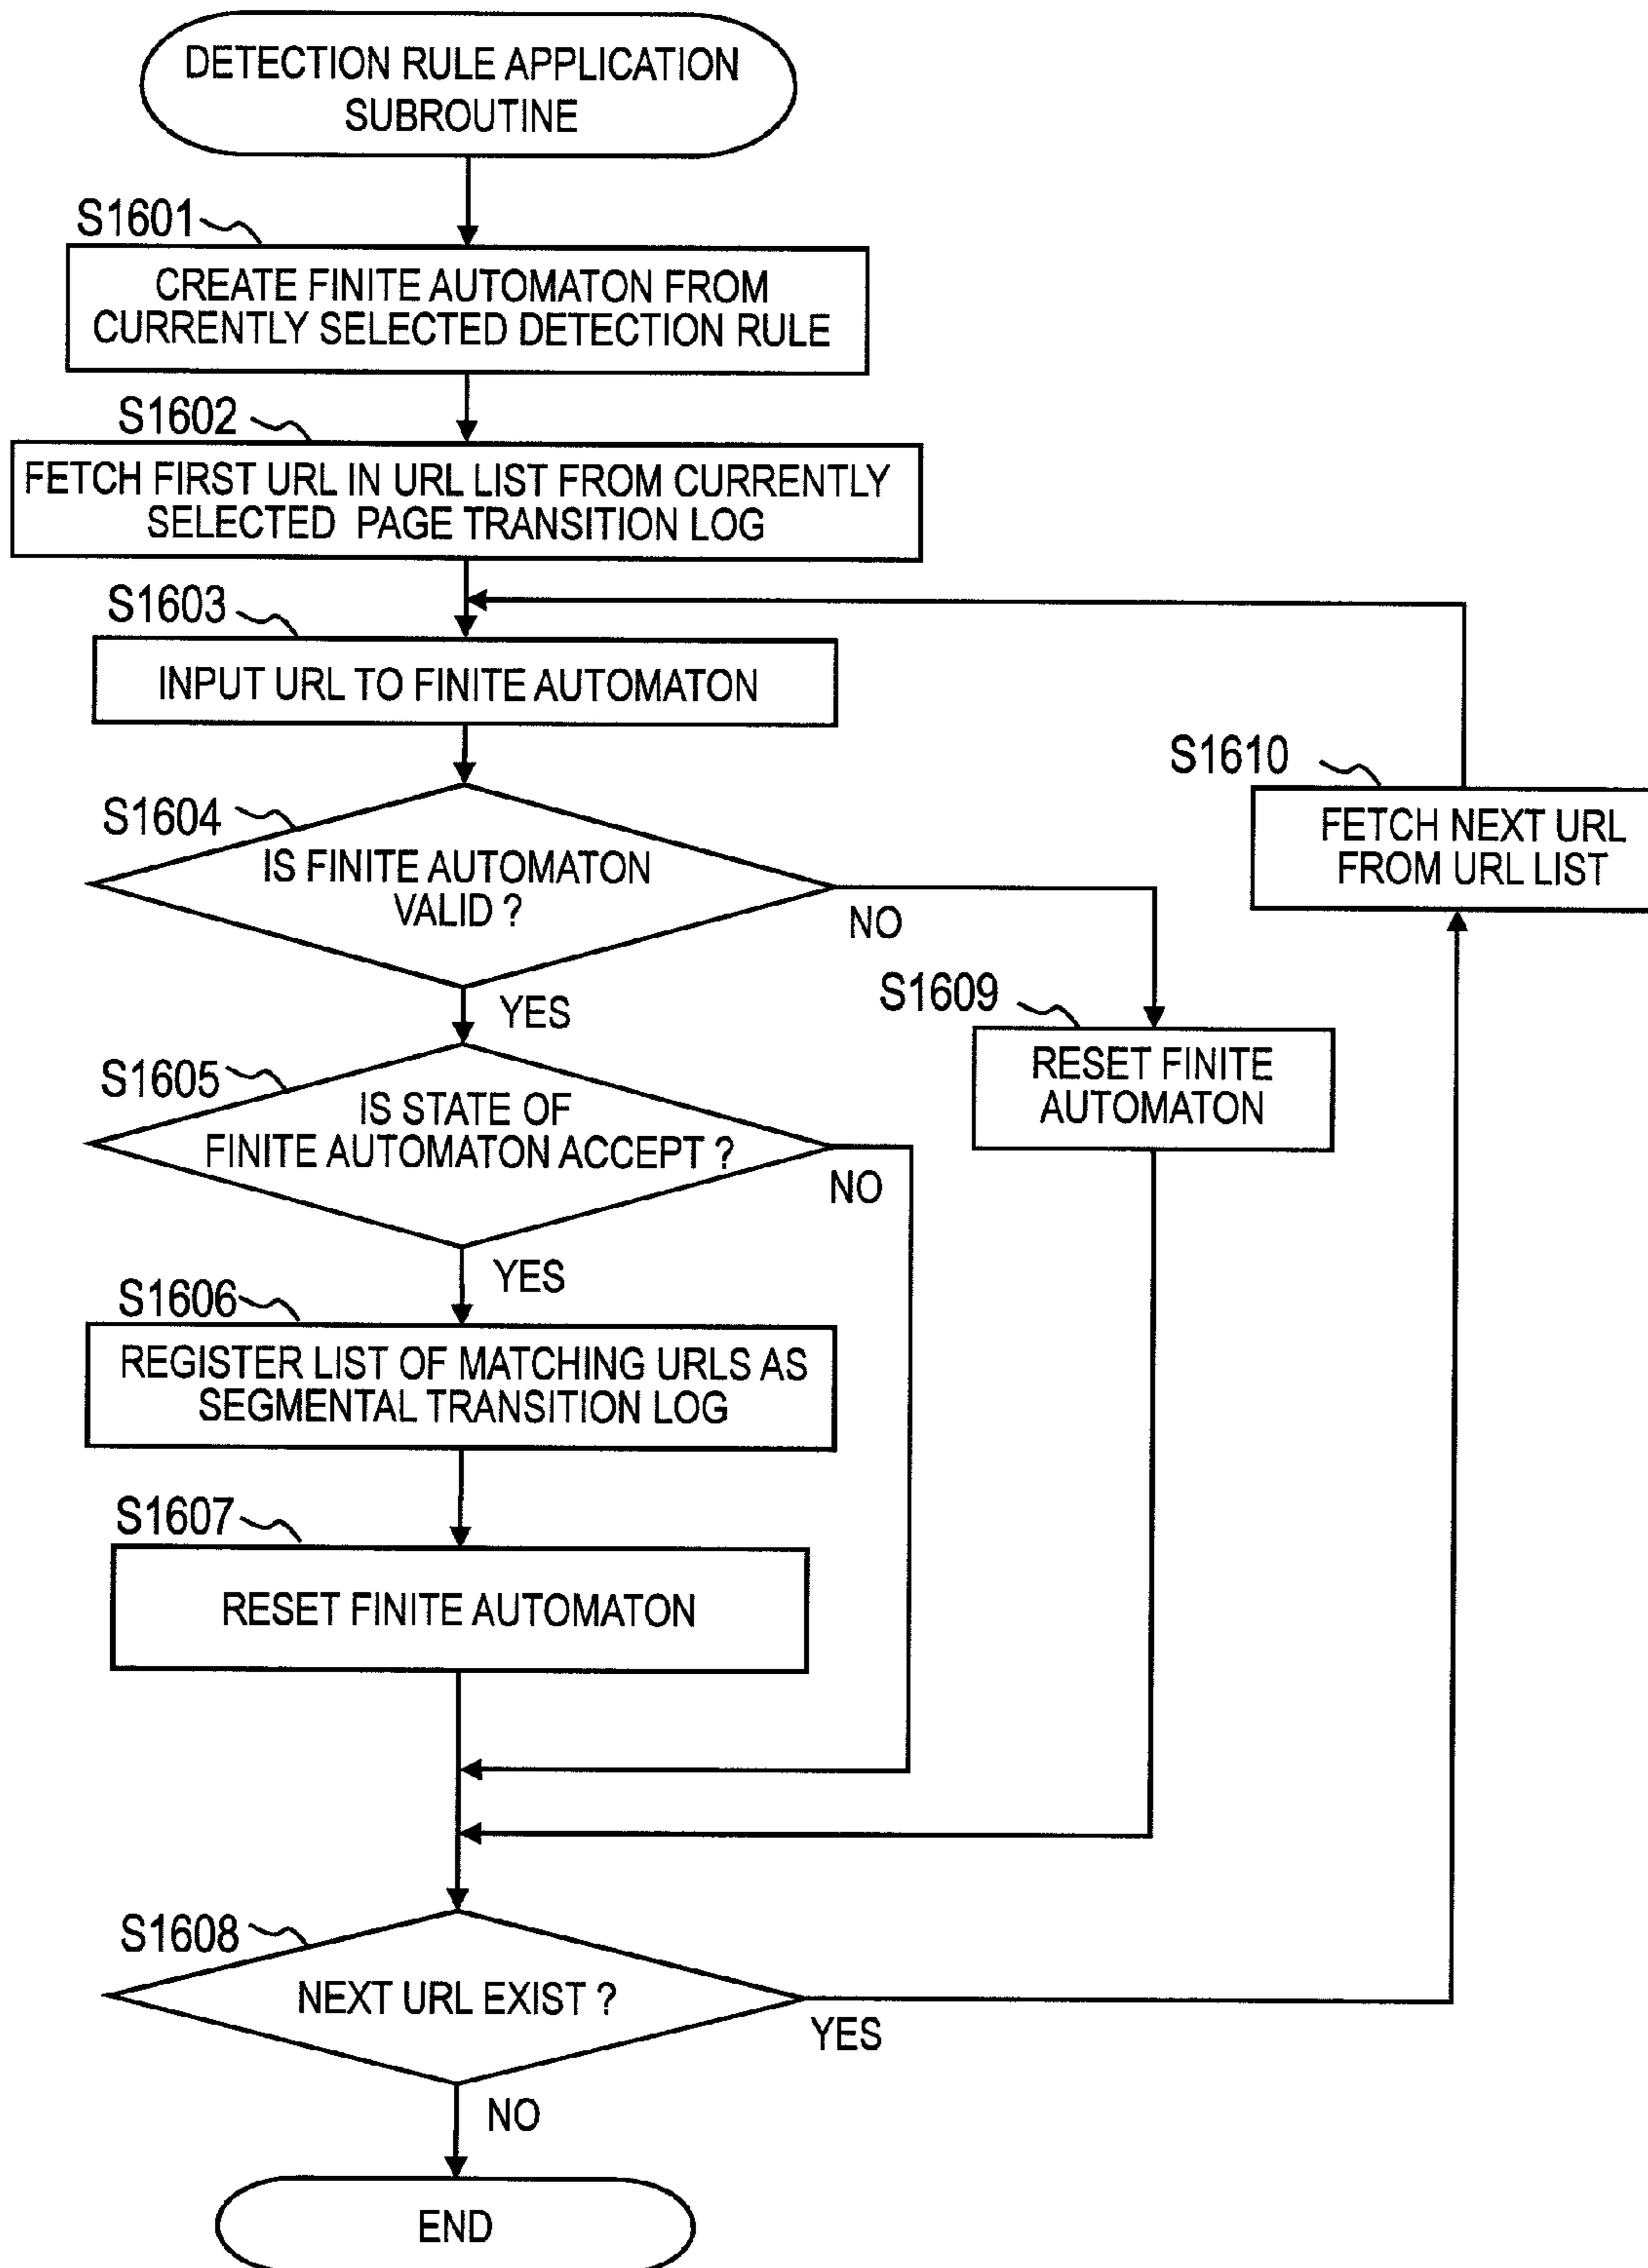 DETECTION RULE APPLICATION
SUBROUTINE
S1601
CREATE FINITE AUTOMATON FROM
CURRENTLY SELECTED DETECTION RULE
S1602
FETCH FIRST URL IN URL LIST FROM CURRENTLY
SELECTED PAGE TRANSITION LOG
S1603
INPUT URL TO FINITE AUTOMATON
S1604
IS FINITE AUTOMATON
VALID ?
NO
YES
S1605
IS STATE OF
FINITE AUTOMATON ACCEPT ?
NO
YES
S1606
REGISTER LIST OF MATCHING URLS AS
SEGMENTAL TRANSITION LOG
S1607
RESET FINITE AUTOMATON
S1608
NEXT URL EXIST ?
YES
NO
END
S1609
RESET FINITE
AUTOMATON
S1610
FETCH NEXT URL
FROM URL LIST